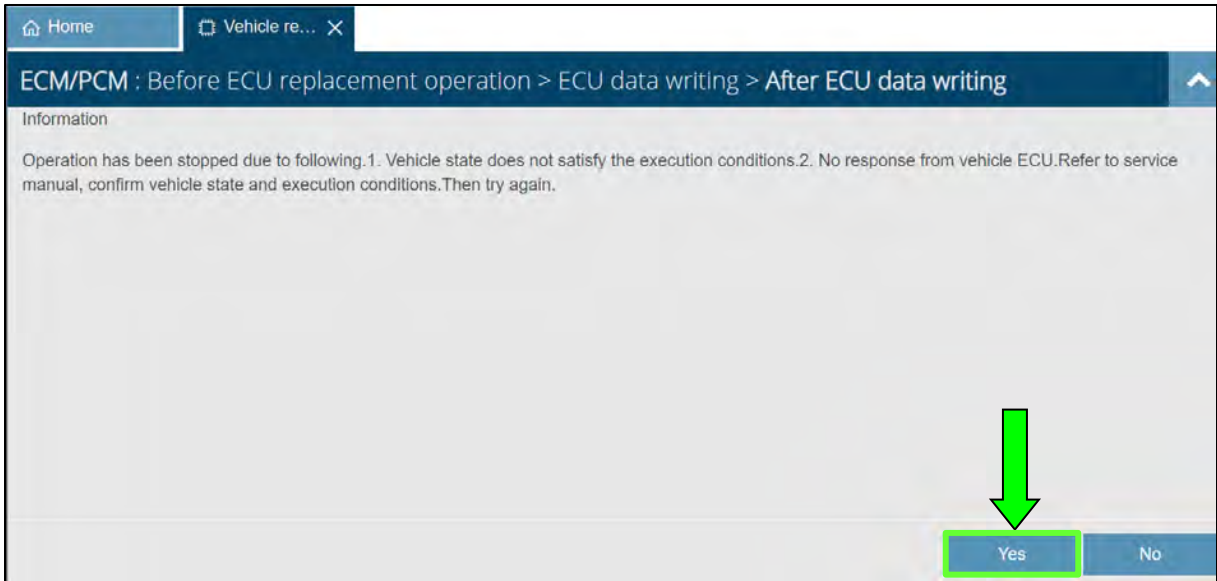 Home
Vehicle re...
ECM/PCM : Before ECU replacement operation > ECU data writing > After ECU data writing
Information
Operation has been stopped due to following.1. Vehicle state does not satisfy the execution conditions.2. No response from vehicle ECU.Refer to service
manual, confirm vehicle state and execution conditions.Then try again.
Yes
No